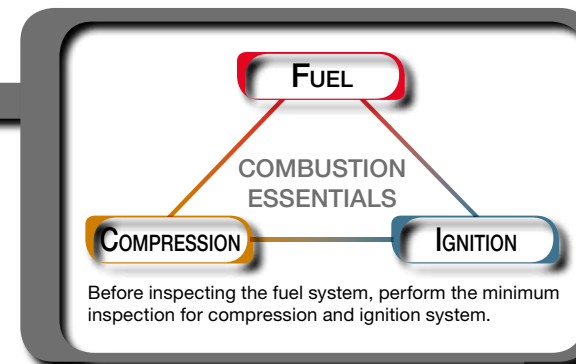 FUEL
COMBUSTION
ESSENTIALS
COMPRESSION
IGNITION
Before inspecting the fuel system, perform the minimum
inspection for compression and ignition system.